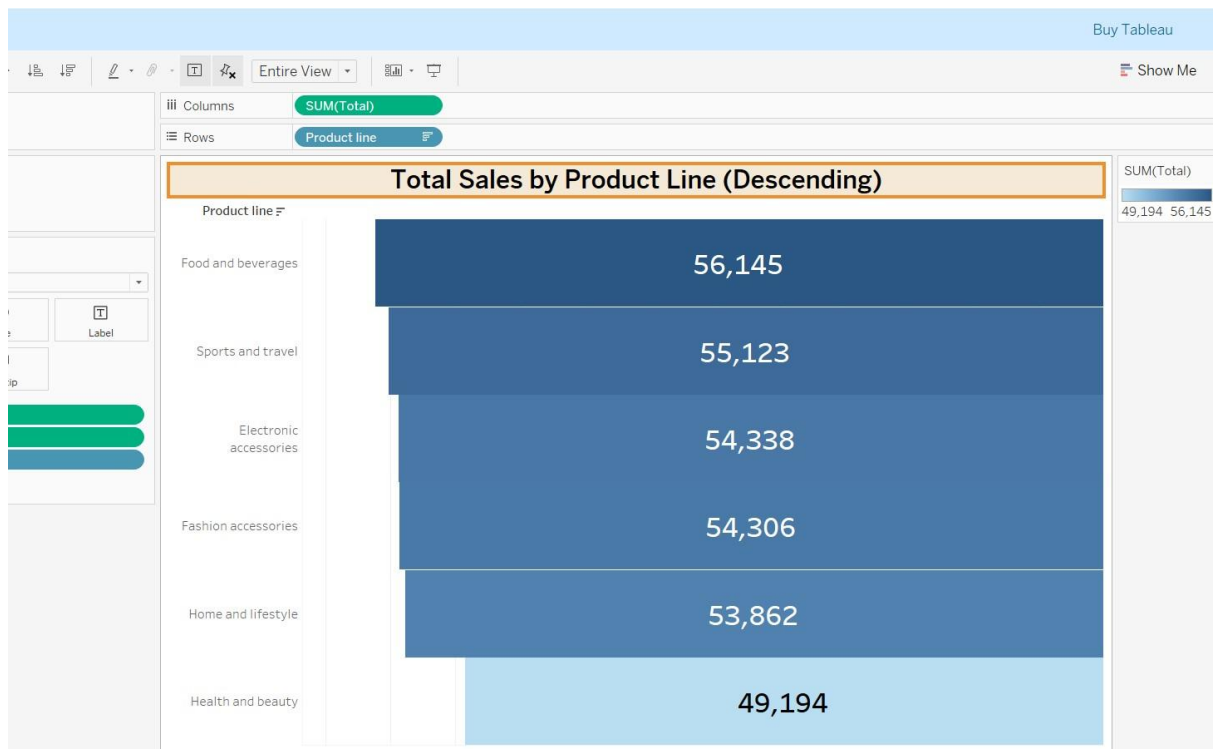 Buy Tableau
Entire View
Show Me
Columns
SUM(Total)
Rows
Product line
Total Sales by Product Line (Descending)
SUM(Total)
49,194 56,145
Product line
Food and beverages
56,145
Label
Sports and travel
55,123
Electronic
accessories
54,338
Fashion accessories
54,306
Home and lifestyle
53,862
Health and beauty
49,194